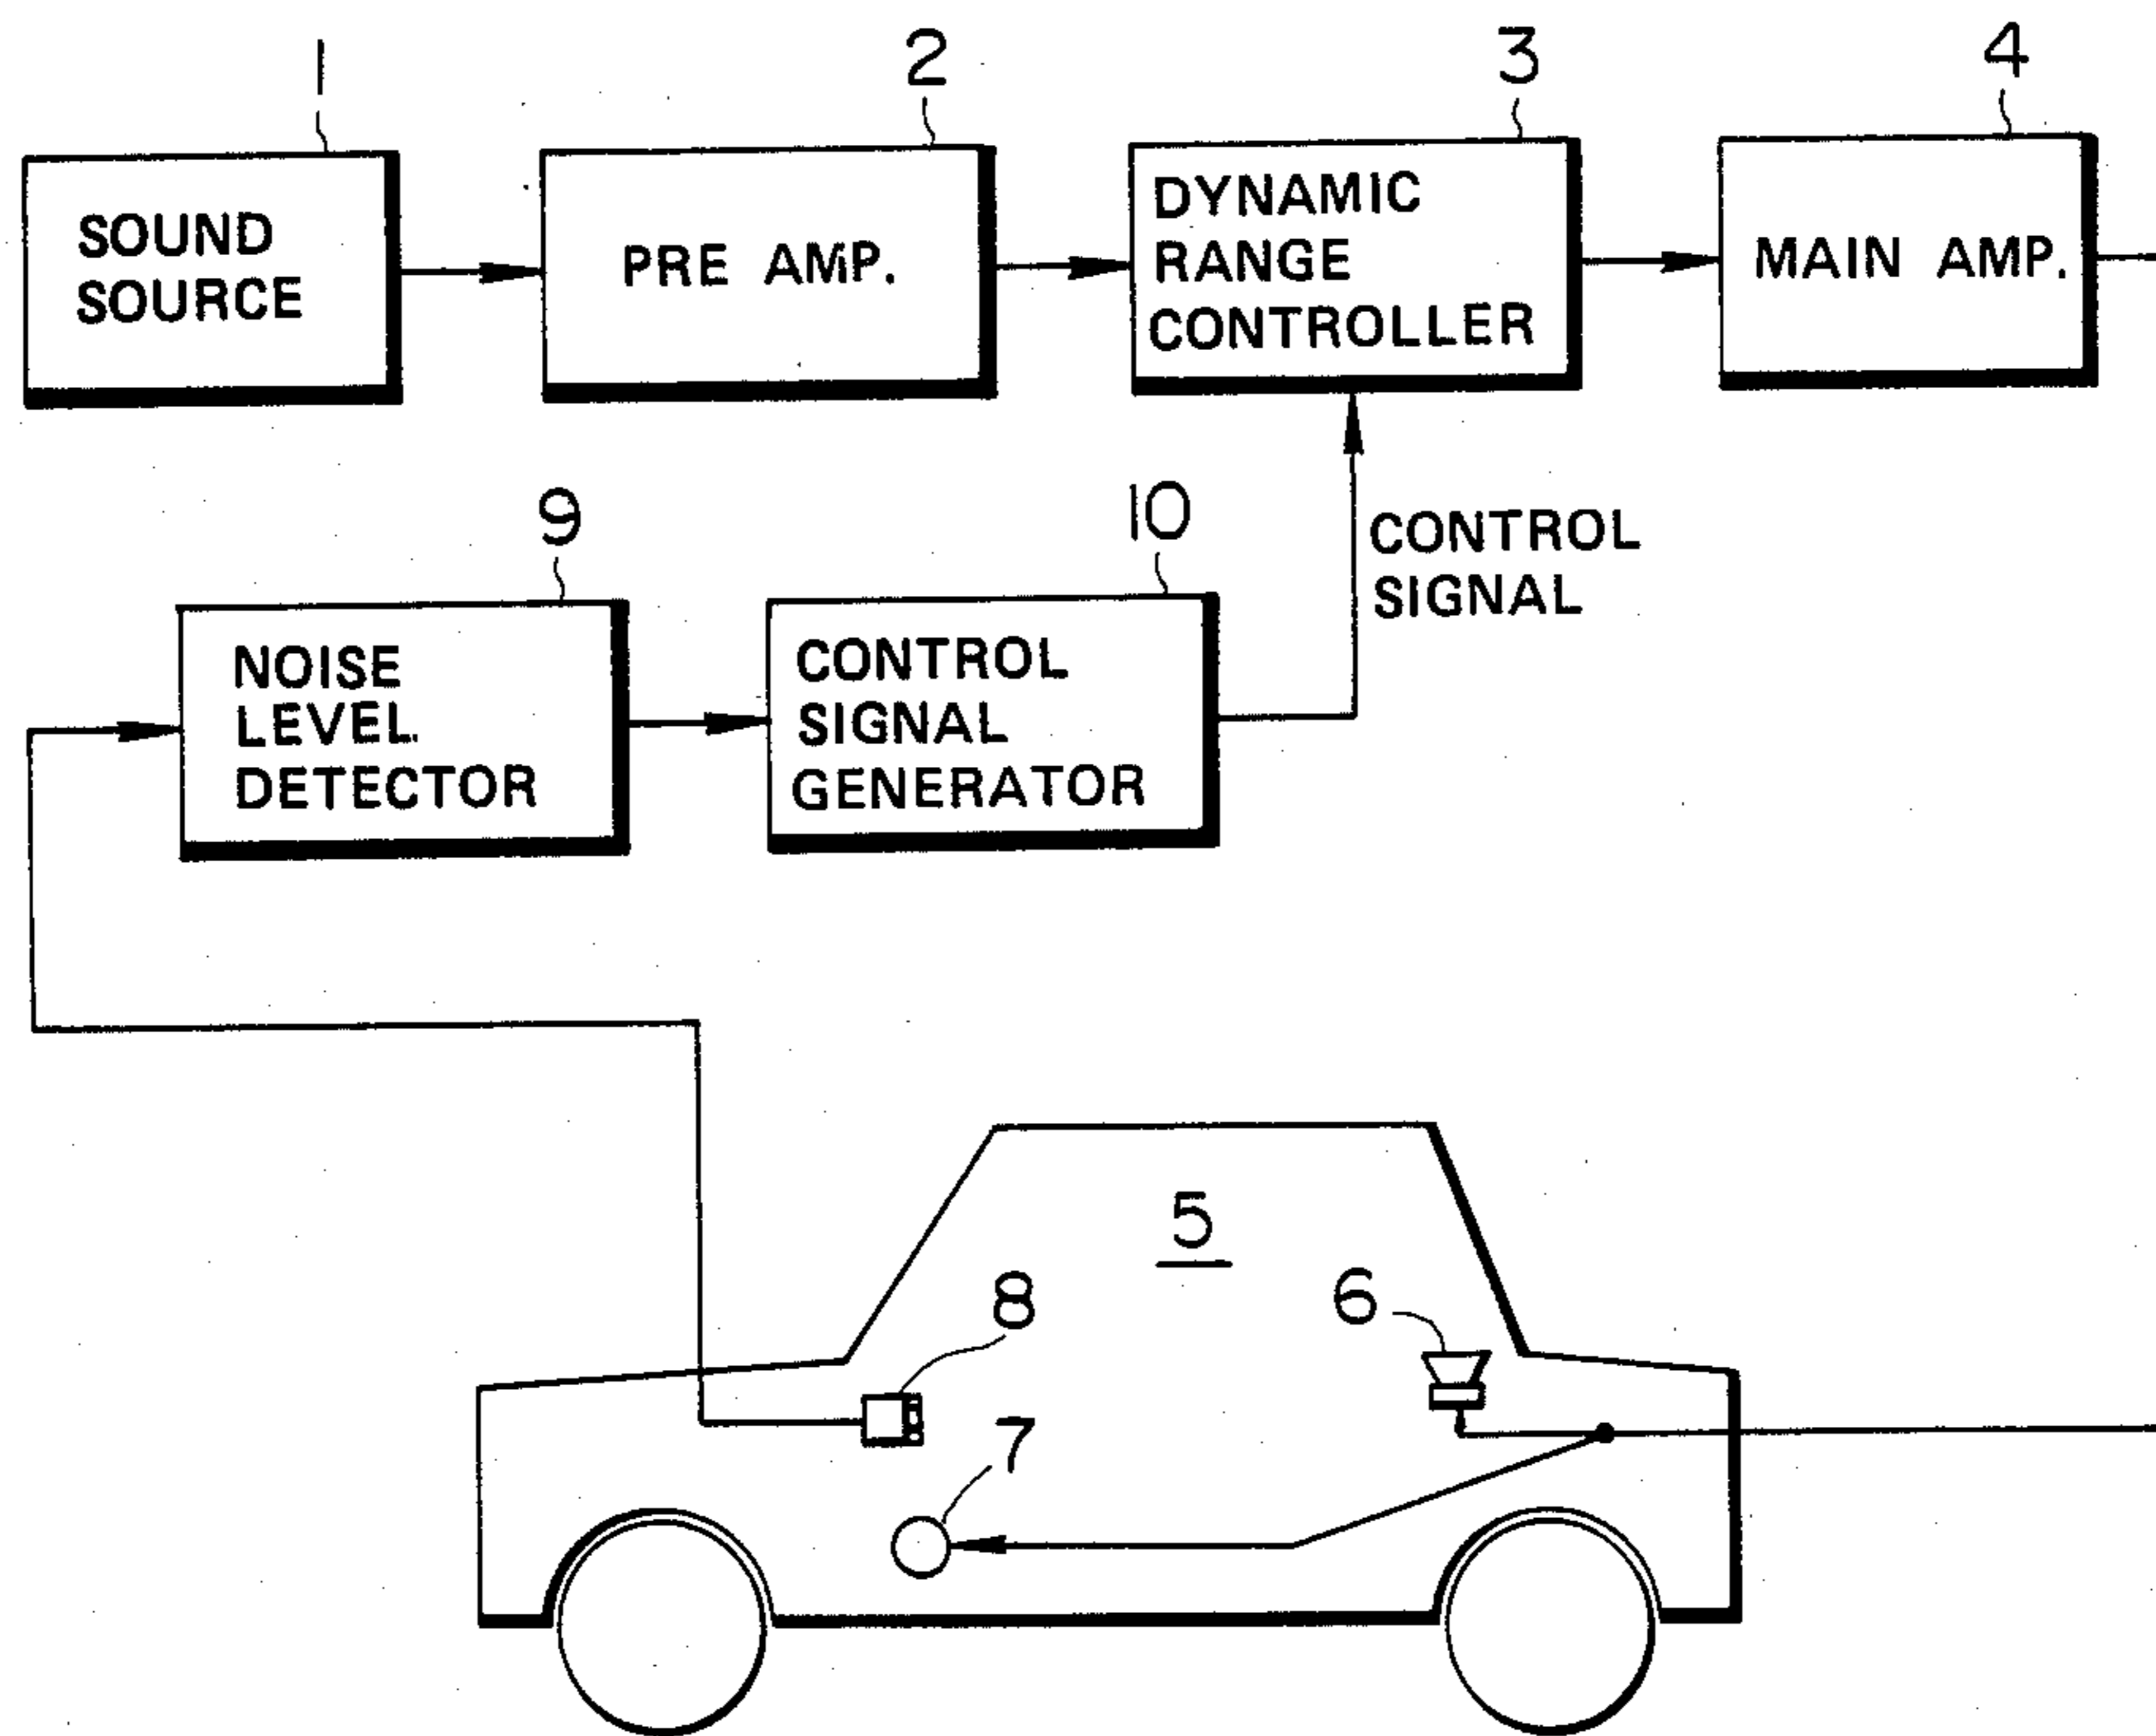 1
2
3
4
SOUND
SOURCE
PRE AMP.
DYNAMIC
RANGE
CONTROLLER
MAIN AMP.
9
10
CONTROL
SIGNAL
NOISE
LEVEL
DETECTOR
CONTROL
SIGNAL
GENERATOR
5
8
6
7